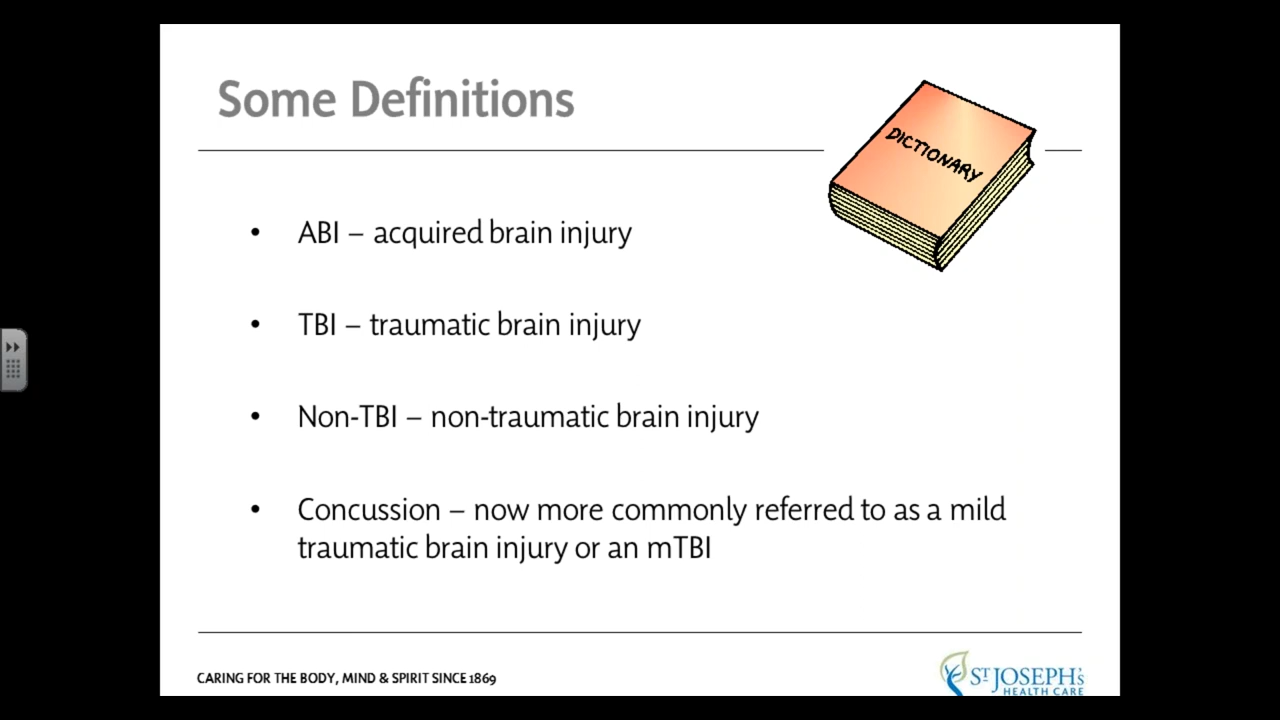 Some Definitions
DICTIONARY
• ABI – acquired brain injury
• TBI – traumatic brain injury
• Non-TBI – non-traumatic brain injury
• Concussion – now more commonly referred to as a mild
traumatic brain injury or an mTBI
CARING FOR THE BODY, MIND & SPIRIT SINCE 1869
ST JOSEPH'S
HEALTH CARE